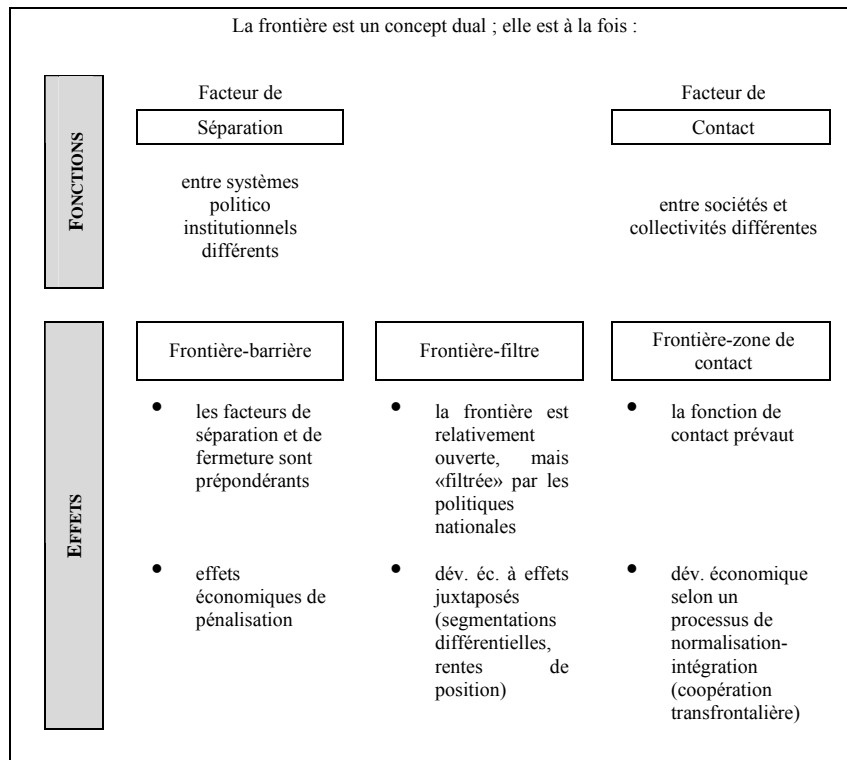 La frontière est un concept dual ; elle est à la fois :
FONCTIONS
Facteur de
Séparation
entre systèmes
politico
institutionnels
différents
Facteur de
Contact
entre sociétés et
collectivités différentes
EFFETS
Frontière-barrière
• les facteurs de
séparation et de
fermeture sont
prépondérants
• effets
économiques de
pénalisation
Frontière-filtre
• la frontière est
relativement
ouverte, mais
«filtrée» par les
politiques
nationales
• dév. éc. à effets
juxtaposés
(segmentations
différentielles,
rentes de
position)
Frontière-zone de
contact
• la fonction de
contact prévaut
• dév. économique
selon un
processus de
normalisation-
intégration
(coopération
transfrontalière)